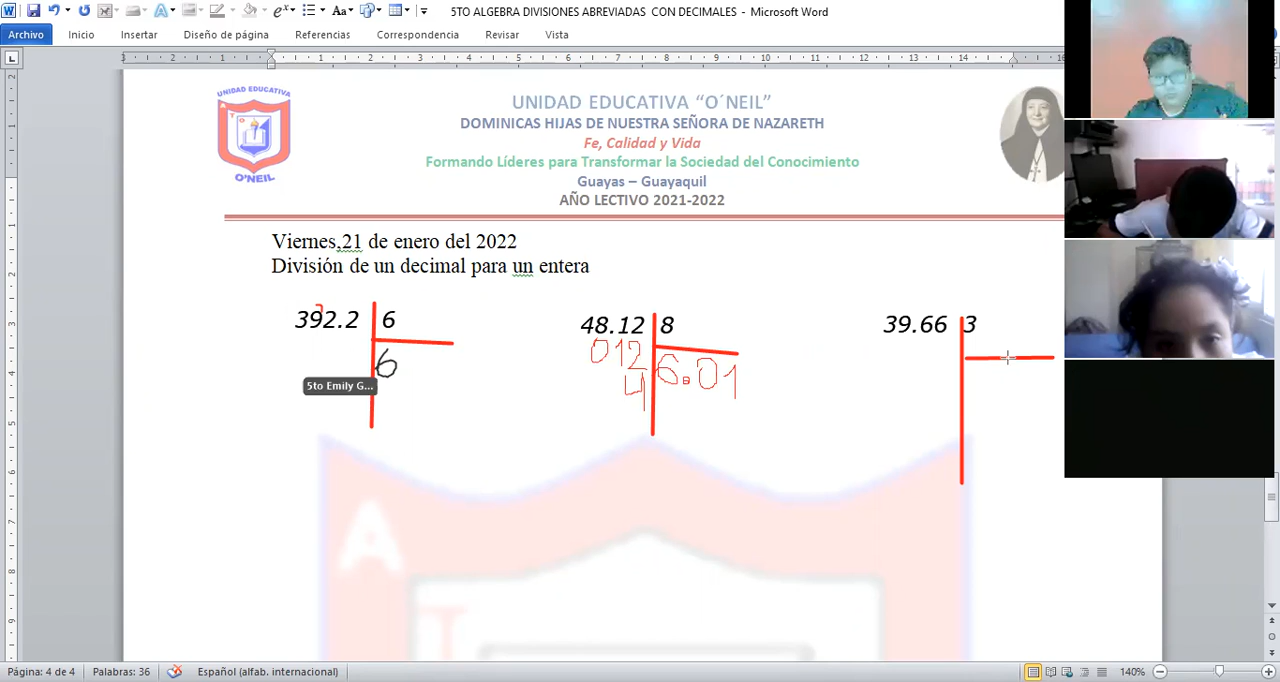 5TO ALGEBRA DIVISIONES ABREVIADAS CON DECIMALES - Microsoft Word
Archivo Inicio Insertar Diseño de página Referencias Correspondencia Revisar Vista
UNIDAD EDUCATIVA
O'NEIL
UNIDAD EDUCATIVA “O´NEIL”
DOMINICAS HIJAS DE NUESTRA SEÑORA DE NAZARETH
Fe, Calidad y Vida
Formando Líderes para Transformar la Sociedad del Conocimiento
Guayas – Guayaquil
AÑO LECTIVO 2021-2022
Viernes,21 de enero del 2022
División de un decimal para un entera
392.2 6
6
5to Emily G...
48.12 8
012 6.01
4
39.66 3
A
T
Página: 4 de 4 Palabras: 36 Español (alfab. internacional) 140%